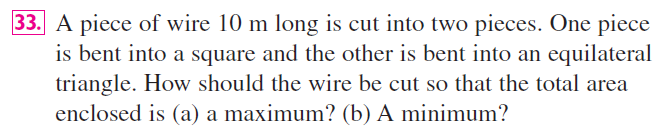 33. A piece of wire 10 m long is cut into two pieces. One piece
is bent into a square and the other is bent into an equilateral
triangle. How should the wire be cut so that the total area
enclosed is (a) a maximum? (b) A minimum?